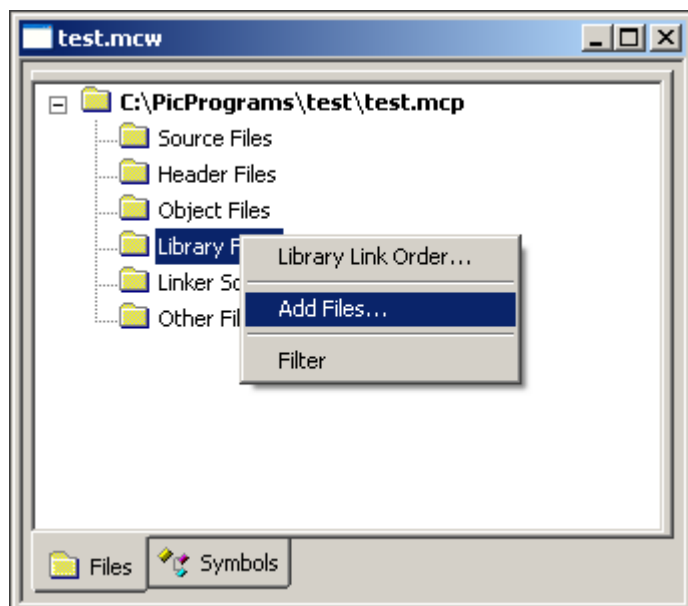 test.mcw
C:\PicPrograms\test\test.mcp
Source Files
Header Files
Object Files
Library F
Library Link Order...
Linker Sc
Add Files...
Other Fil
Filter
Files
Symbols